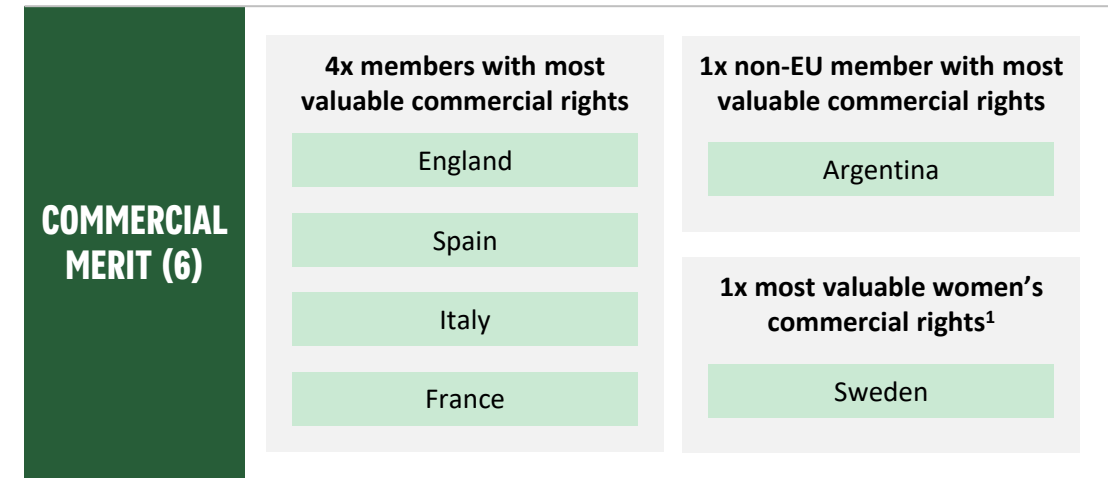 COMMERCIAL
MERIT (6)
4x members with most
valuable commercial rights
England
Spain
Italy
France
1x non-EU member with most
valuable commercial rights
Argentina
1x most valuable women’s
commercial rights¹
Sweden